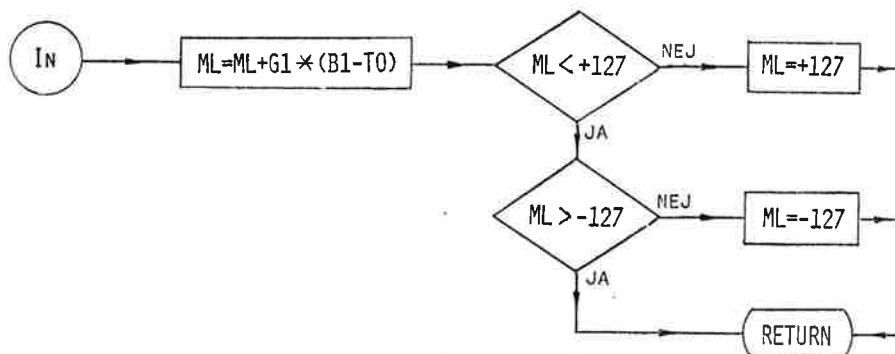 IN
ML=ML+G1*(B1-T0)
ML<+127
NEJ
ML=+127
JA
ML>-127
NEJ
ML=-127
JA
RETURN